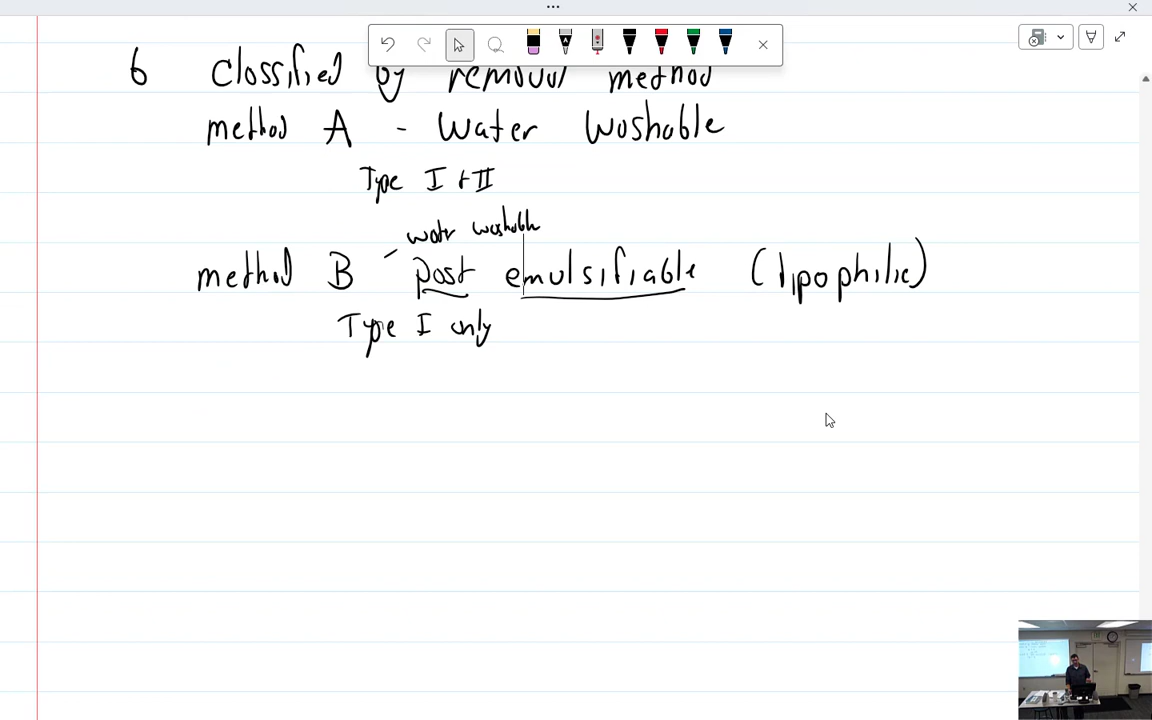 6 Classified by removal method
method A - Water Washable
Type I + II
water washable
method B - post emulsifiable (lipophilic)
Type I only